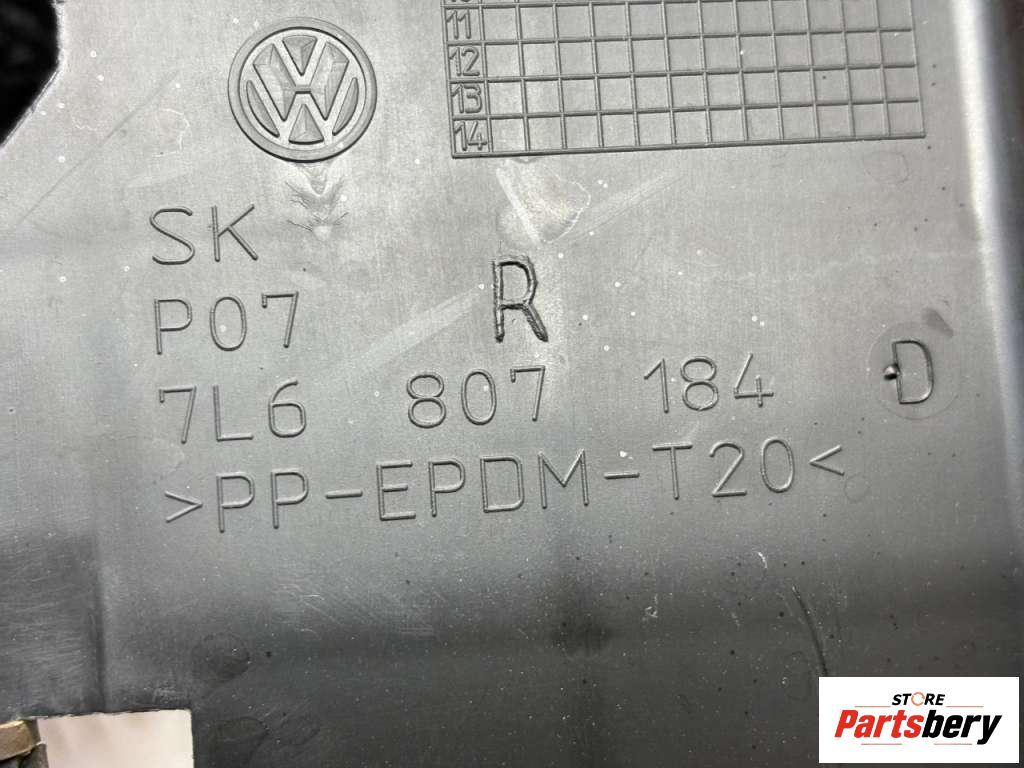 11
12
13
14
SK
P07
R
7L6 807 184 D
>PP-EPDM-T20<
STORE
Partsbery